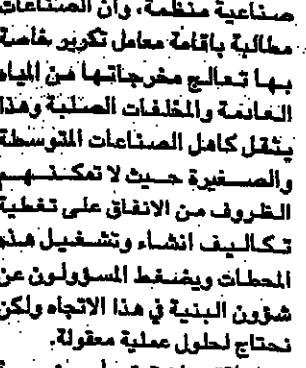 صناعية منظمة، وأن الصناعات
مطالبة باقامة معامل تكرير خاصة
بها تعالج مخرجاتها من المياه
العادمة والمخلفات الصلبة وهذا
يثقل كاهل الصناعات المتوسطة
والصغيرة حيث لا تمكنهم
الظروف من الانفاق على تغطية
تكاليف انشاء وتشغيل هذه
المحطات ويضغط المسؤولون عن
شؤون البنية في هذا الاتجاه ولكن
نحتاج لحلول عملية معقولة.